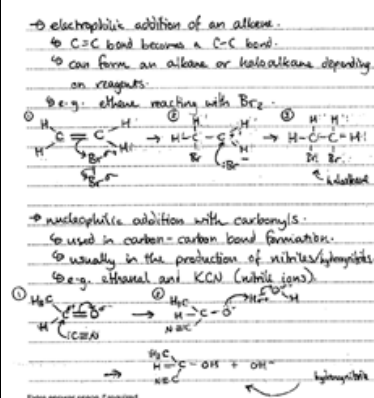 → electrophilic addition of an alkene.
↳ C=C bond becomes a C-C bond.
↳ can form an alkane or haloalkane depending
on reagents.
↳ e.g. ethene reacting with Br₂.
① ② ③
H H H H H H
C = C → H-C - C → H-C-C-H
H H Br H Br Br
Br :Br⁻
Br haloalkane
→ nucleophilic addition with carbonyls.
↳ used in carbon-carbon bond formation.
↳ usually in the production of nitriles/hydroxynitriles
↳ e.g. ethanal and KCN (nitrile ions).
① H₃C ② H₃C H
C = O → H - C - O⁻
H :C≡N N≡C
H₃C
→ H - C - OH + OH⁻
N≡C hydroxynitrile